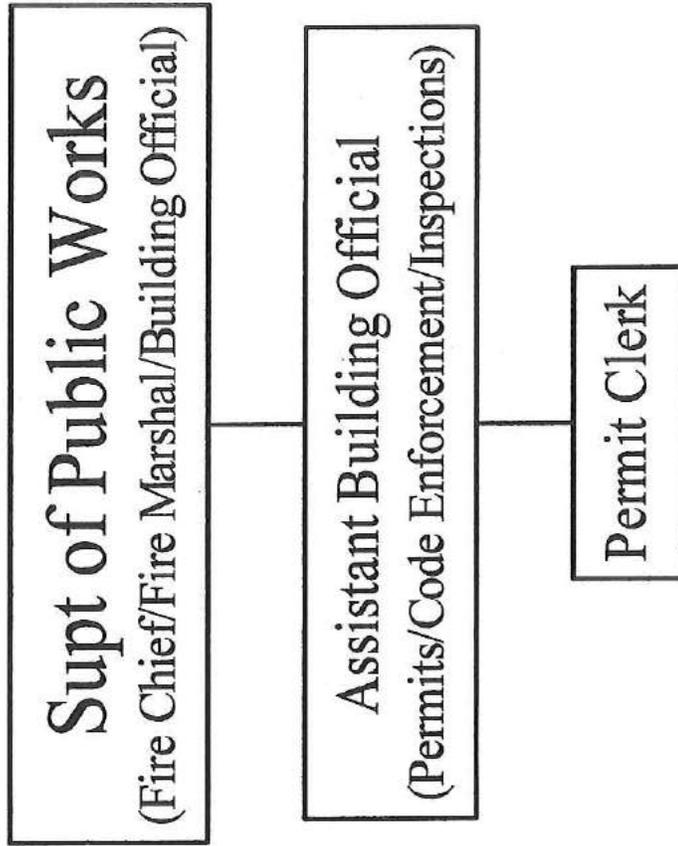 Supt of Public Works
(Fire Chief/Fire Marshal/Building Official)
Assistant Building Official
(Permits/Code Enforcement/Inspections)
Permit Clerk